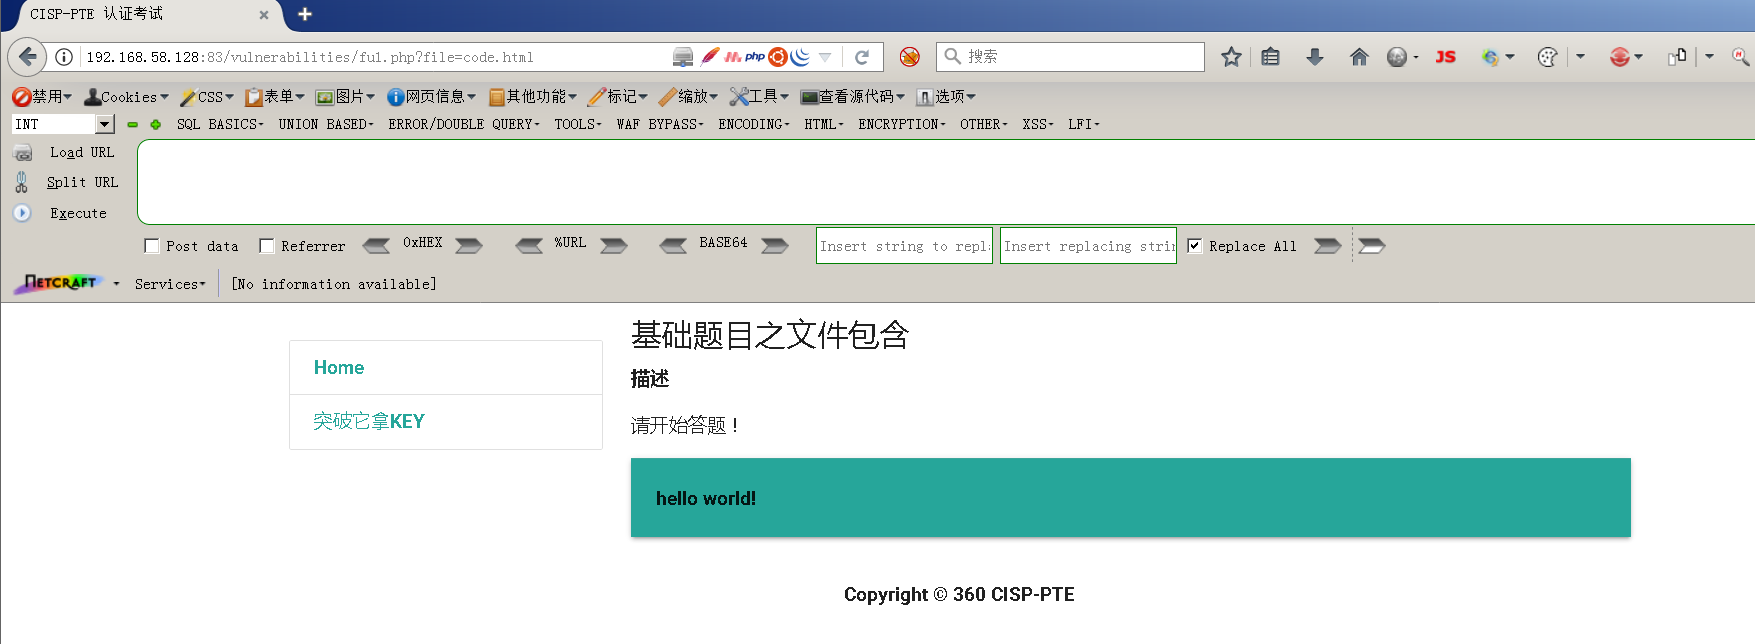 CISP-PTE 认证考试
192.168.58.128:83/vulnerabilities/fu1.php?file=code.html
php
搜索
JS
禁用 Cookies CSS 表单 图片 网页信息 其他功能 标记 缩放 工具 查看源代码 选项
INT SQL BASICS UNION BASED ERROR/DOUBLE QUERY TOOLS WAF BYPASS ENCODING HTML ENCRYPTION OTHER XSS LFI
Load URL
Split URL
Execute
Post data Referrer 0xHEX %URL BASE64 Insert string to repl Insert replacing strin Replace All
NETCRAFT Services [No information available]
基础题目之文件包含
描述
请开始答题！
Home
突破它拿KEY
hello world!
Copyright © 360 CISP-PTE